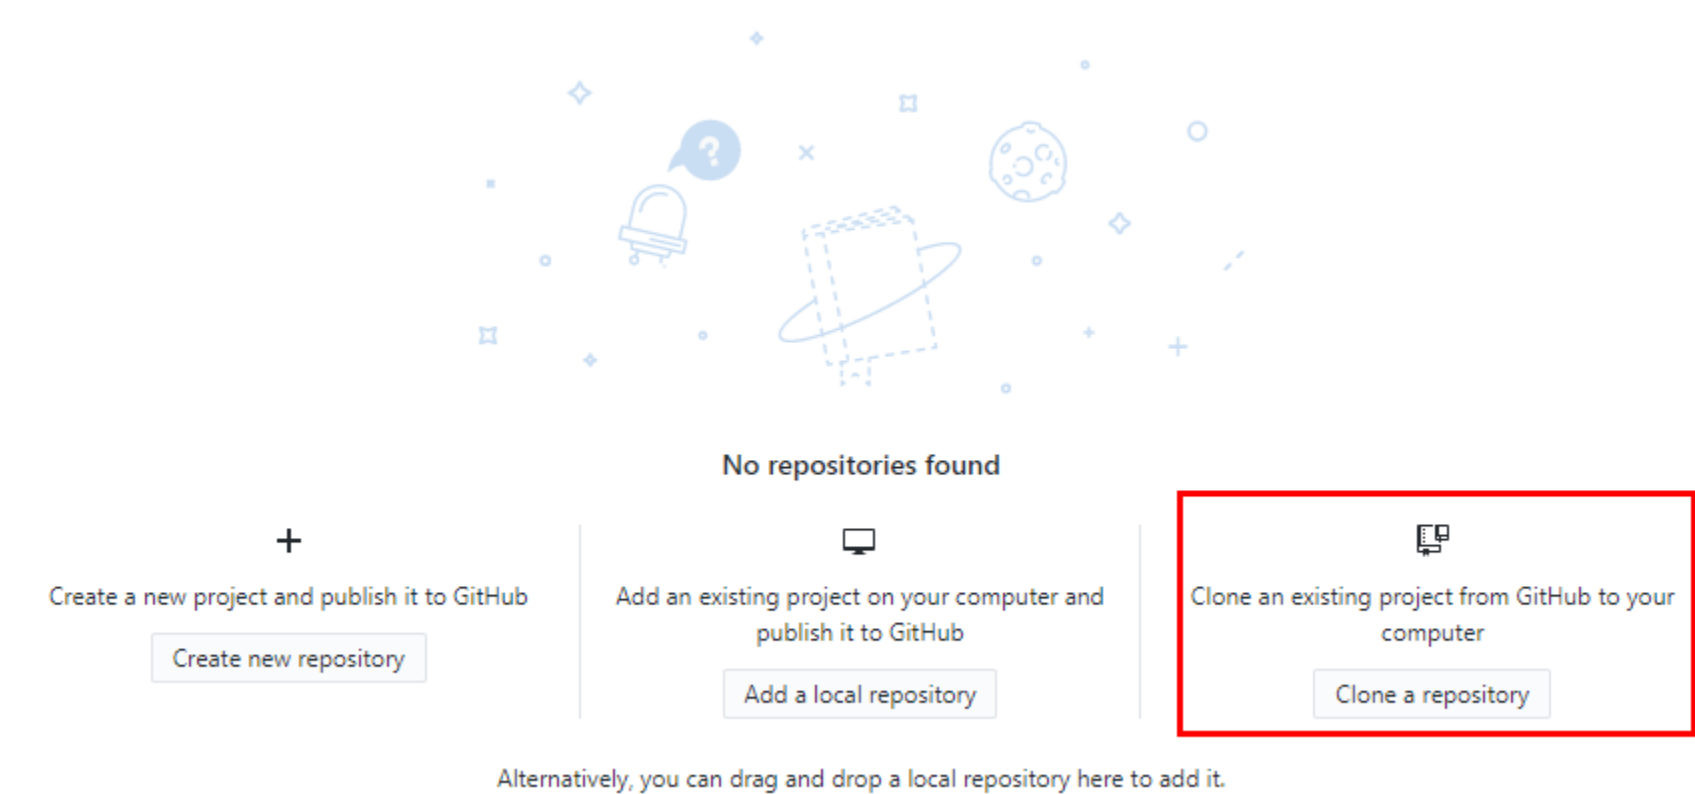 ?
No repositories found
Create a new project and publish it to GitHub
Create new repository
Add an existing project on your computer and
publish it to GitHub
Add a local repository
Clone an existing project from GitHub to your
computer
Clone a repository
Alternatively, you can drag and drop a local repository here to add it.